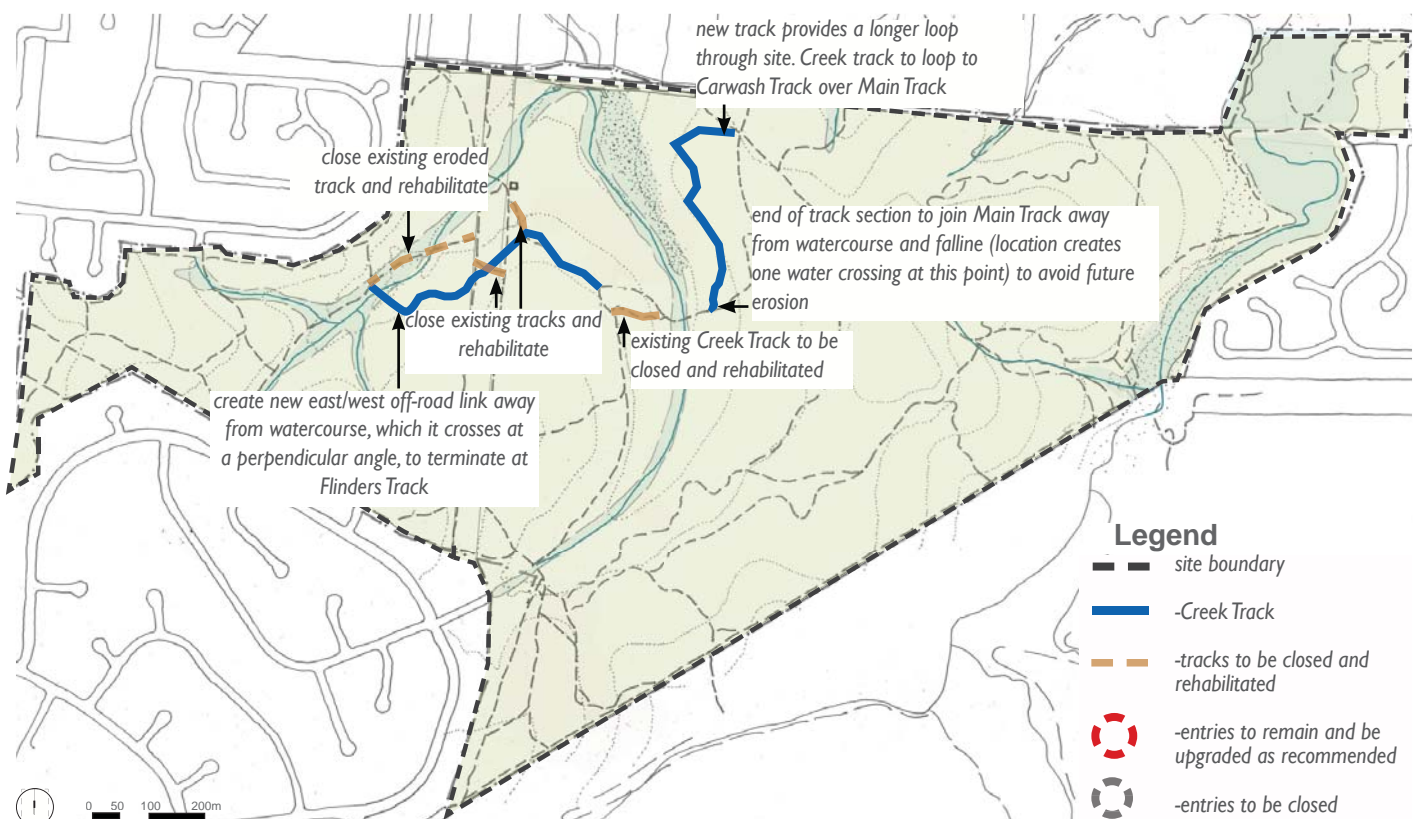 new track provides a longer loop
through site. Creek track to loop to
Carwash Track over Main Track
close existing eroded
track and rehabilitate
end of track section to join Main Track away
from watercourse and falline (location creates
one water crossing at this point) to avoid future
erosion
close existing tracks and
rehabilitate
existing Creek Track to be
closed and rehabilitated
create new east/west off-road link away
from watercourse, which it crosses at
a perpendicular angle, to terminate at
Flinders Track
Legend
site boundary
-Creek Track
-tracks to be closed and
rehabilitated
-entries to remain and be
upgraded as recommended
-entries to be closed
0 50 100 200m